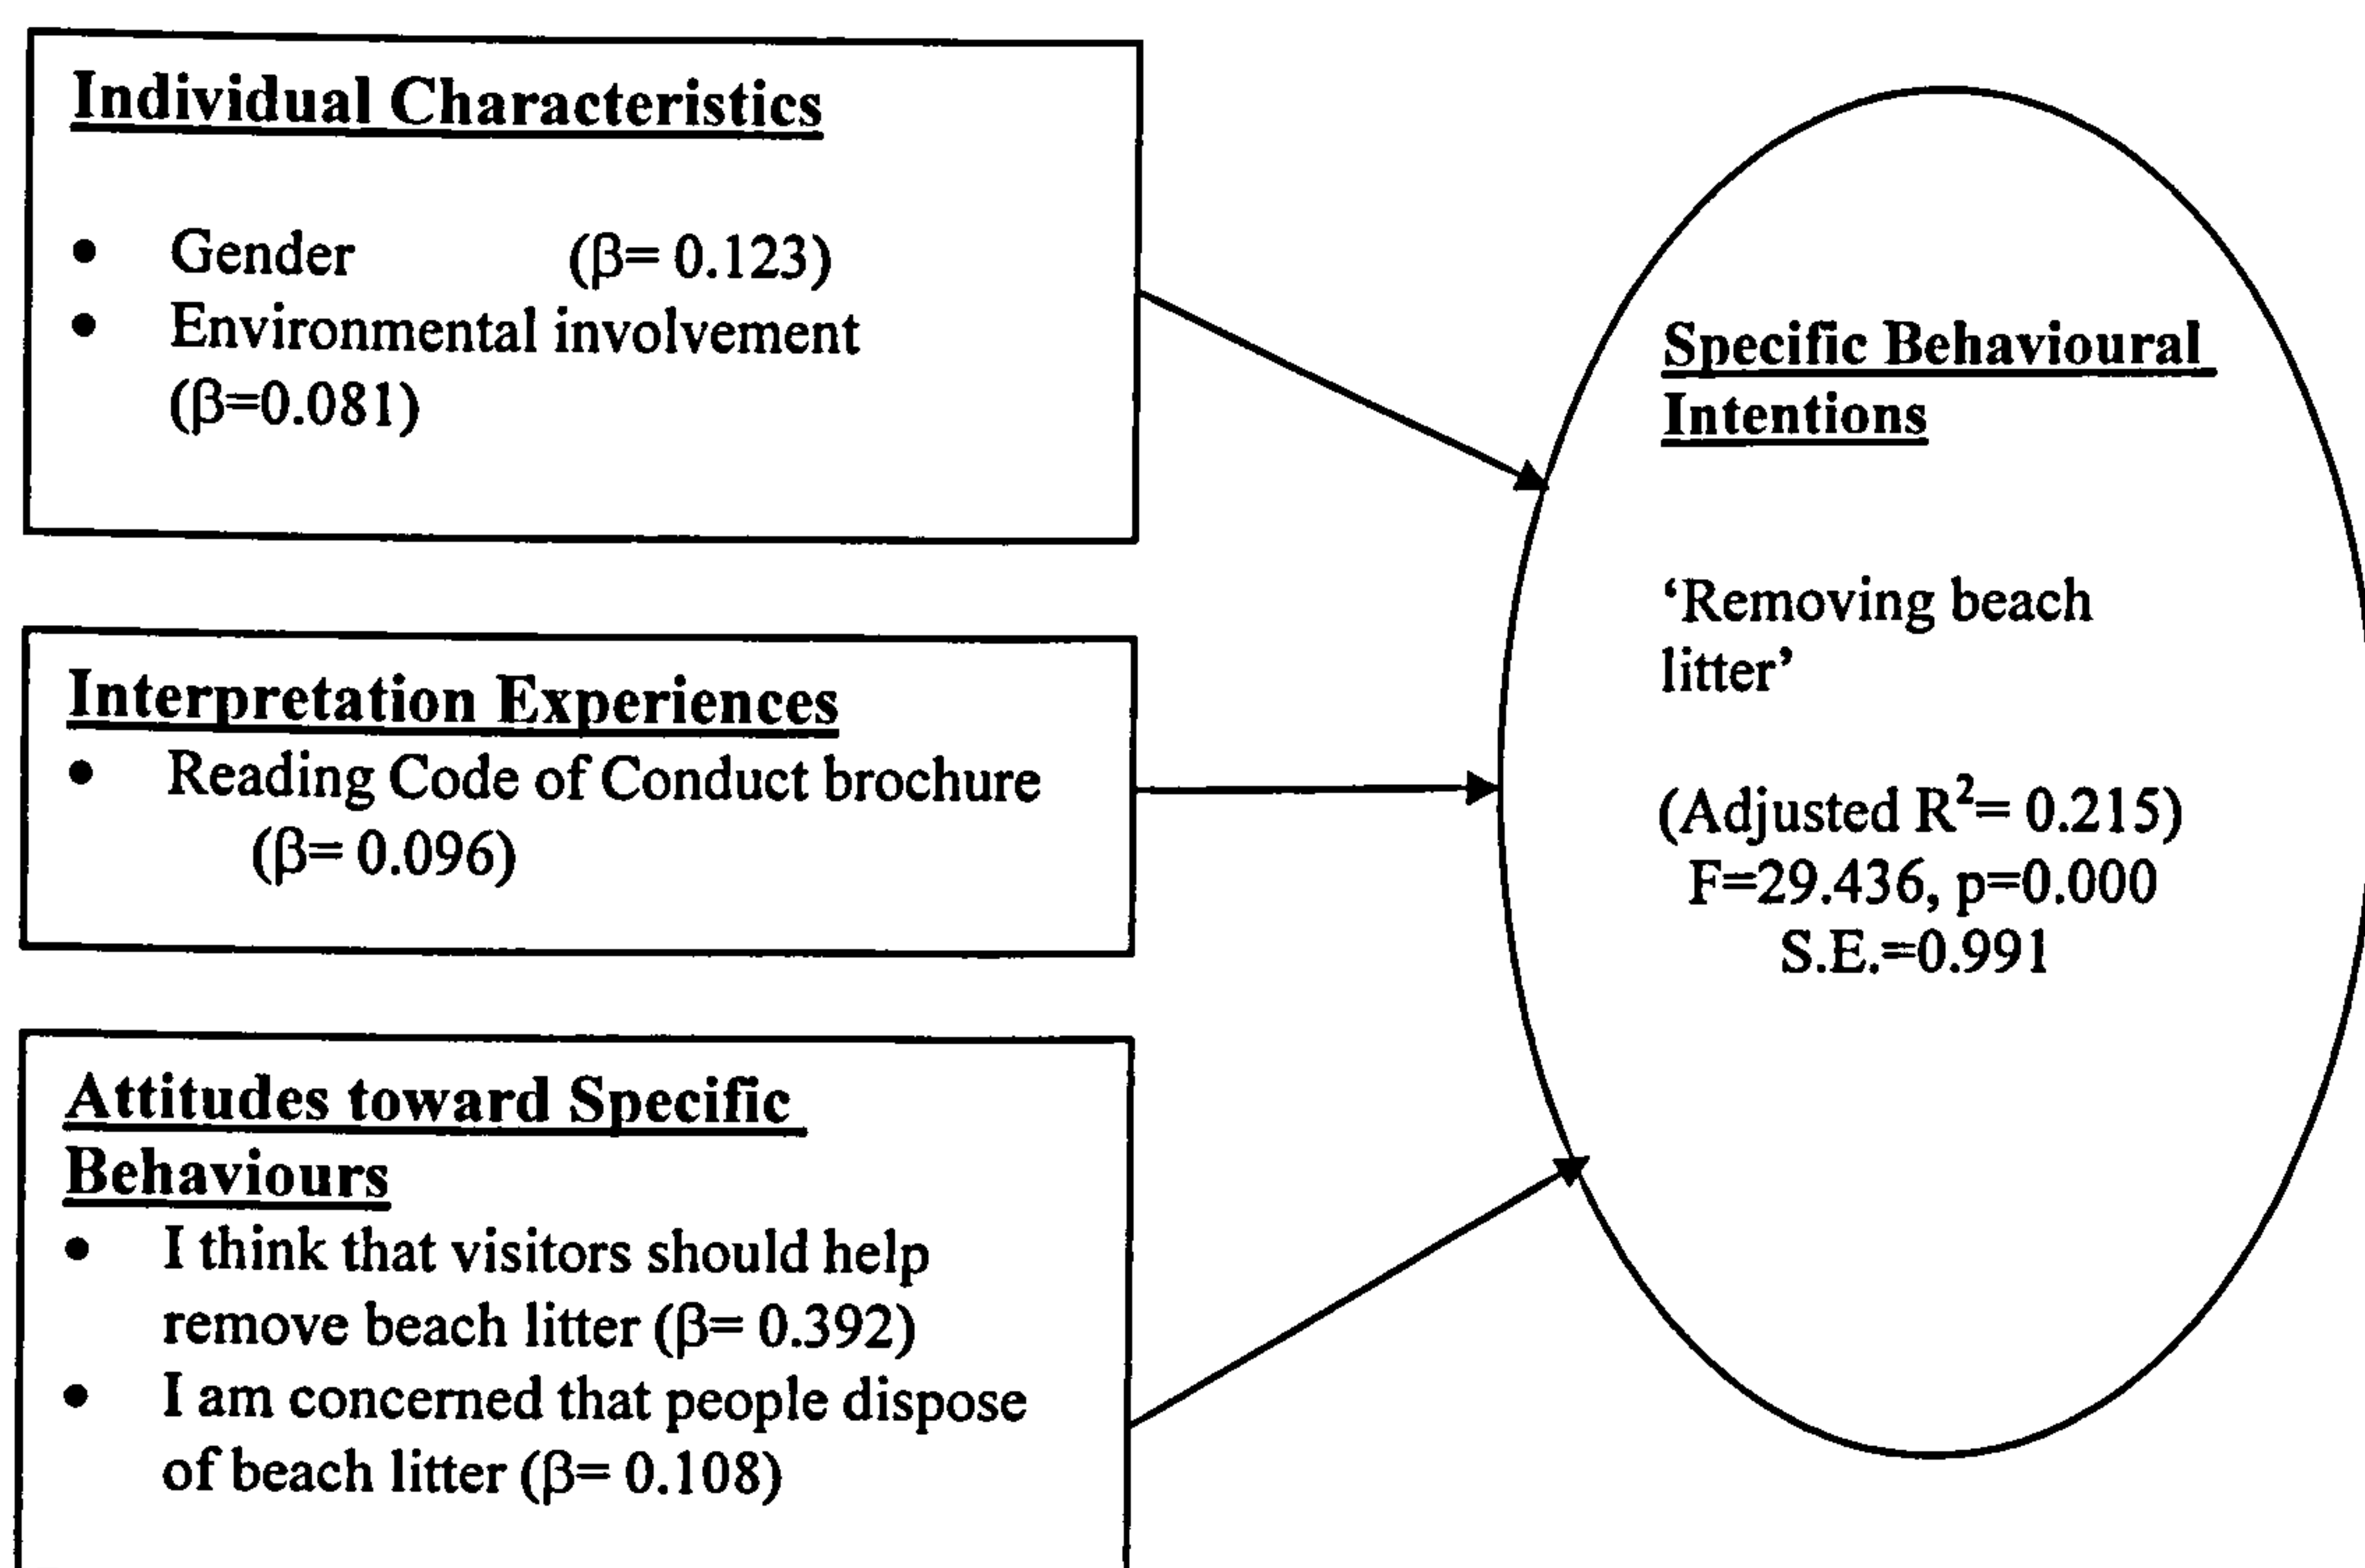 Individual Characteristics
• Gender (β= 0.123)
• Environmental involvement
(β=0.081)
Interpretation Experiences
• Reading Code of Conduct brochure
(β= 0.096)
Attitudes toward Specific
Behaviours
• I think that visitors should help
remove beach litter (β= 0.392)
• I am concerned that people dispose
of beach litter (β= 0.108)
Specific Behavioural
Intentions
‘Removing beach
litter’
(Adjusted R²= 0.215)
F=29.436, p=0.000
S.E.=0.991